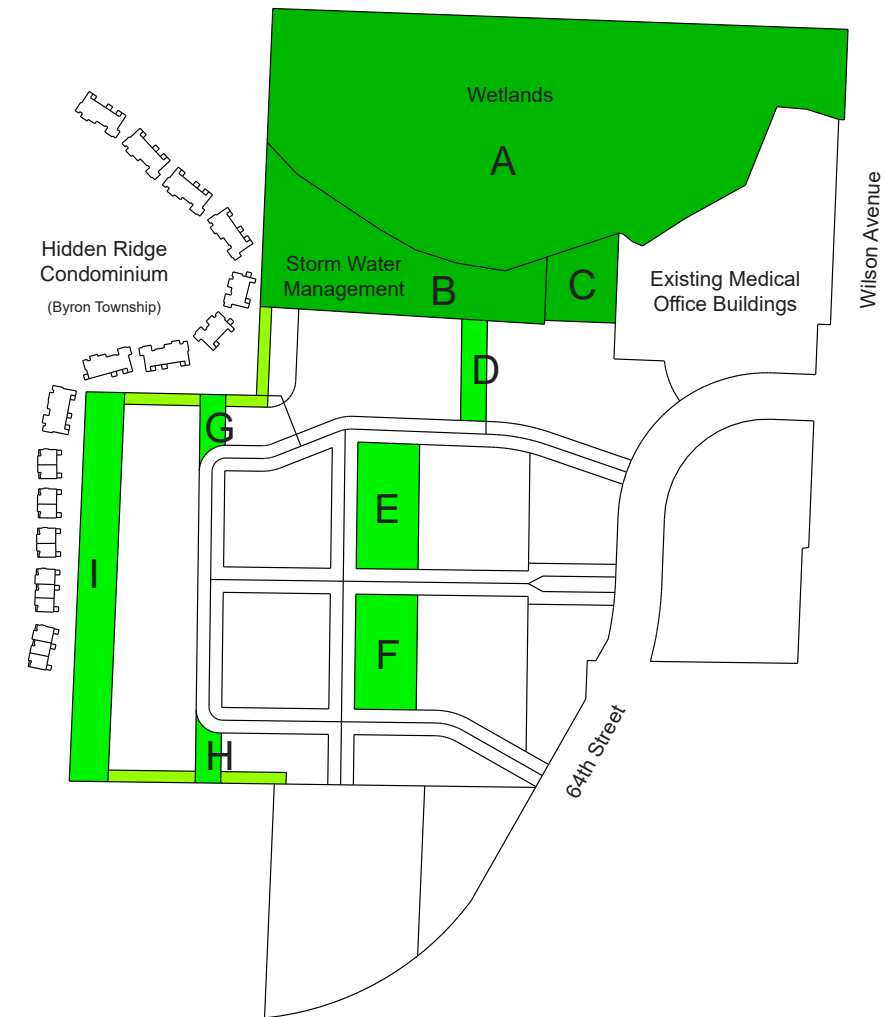 Wetlands
A
Wilson Avenue
Hidden Ridge
Condominium
(Byron Township)
Storm Water
Management
B
C
Existing Medical
Office Buildings
D
G
E
I
F
H
64th Street